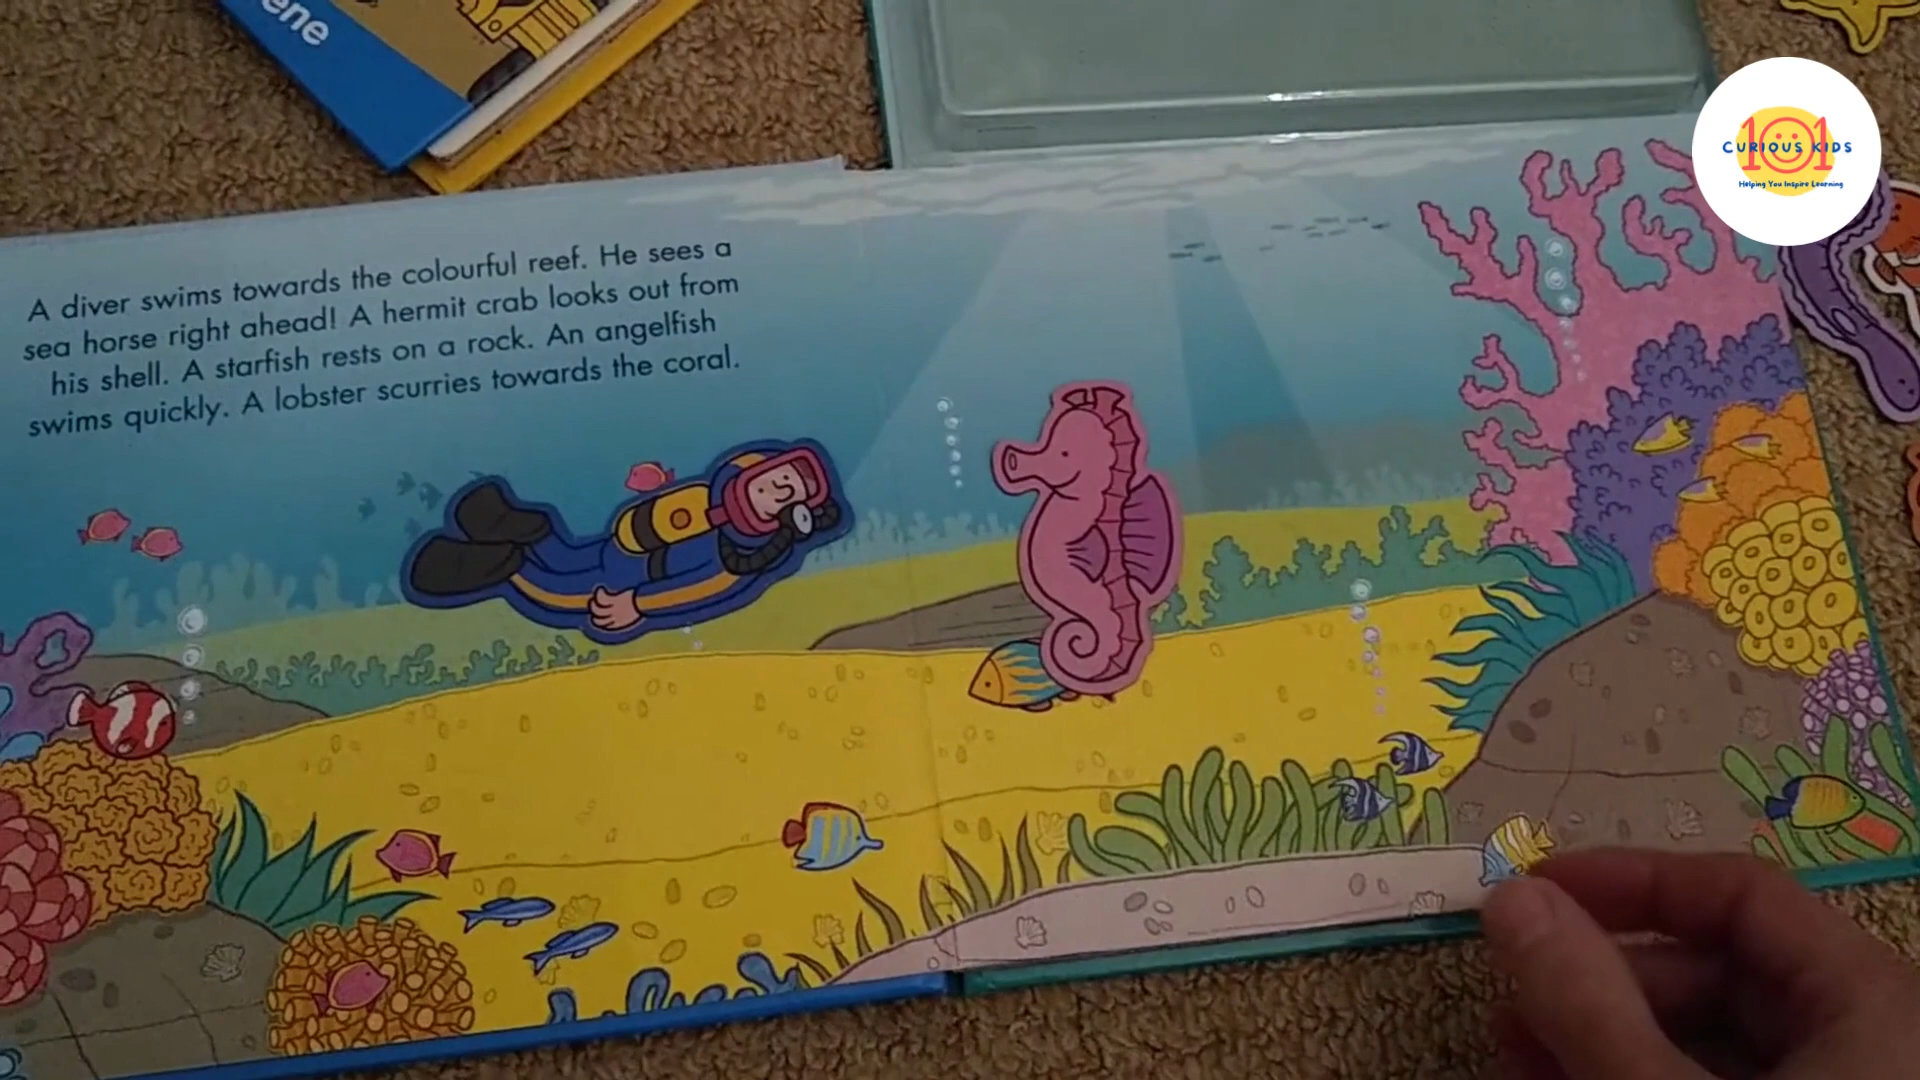 ene
101
CURIOUS KIDS
Helping You Inspire Learning
A diver swims towards the colourful reef. He sees a
sea horse right ahead! A hermit crab looks out from
his shell. A starfish rests on a rock. An angelfish
swims quickly. A lobster scurries towards the coral.